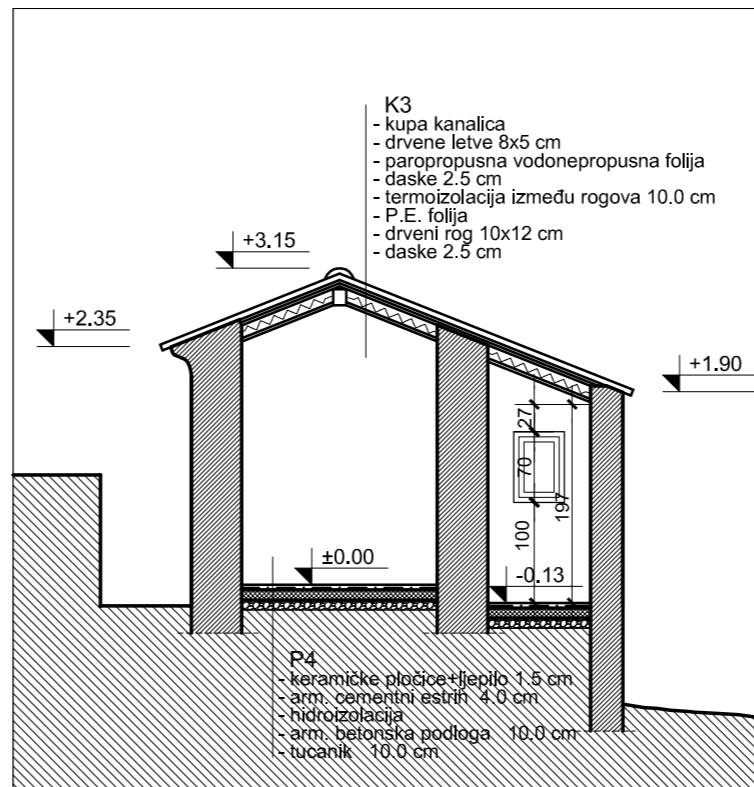 K3
- kupa kanalica
- drvene letve 8x5 cm
- paropropusna vodonepropusna folija
- daske 2.5 cm
- termoizolacija između rogova 10.0 cm
- P.E. folija
- drveni rog 10x12 cm
- daske 2.5 cm
+3.15
+2.35
+1.90
27
70
100
197
±0.00
-0.13
P4
- keramičke pločice+ljepilo 1.5 cm
- arm. cementni estrih 4.0 cm
- hidroizolacija
- arm. betonska podloga 10.0 cm
- tucanik 10.0 cm